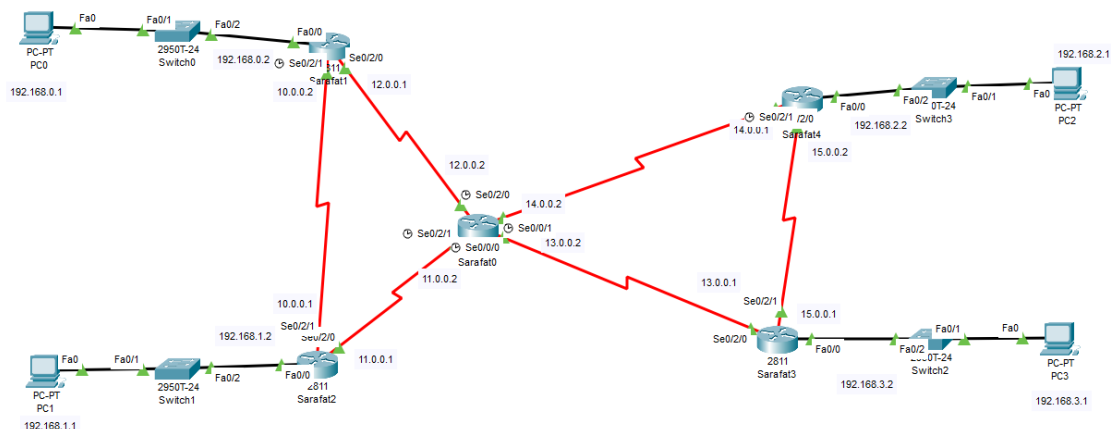 Fa0
Fa0/1
Fa0/2
Fa0/0
PC-PT
PC0
2950T-24
Switch0
192.168.0.1
192.168.0.2
Se0/2/1
Se0/2/0
Sarafat1
10.0.0.2
12.0.0.1
12.0.0.2
Se0/2/0
14.0.0.2
Se0/2/1
Se0/0/1
Se0/0/0
Sarafat0
13.0.0.2
11.0.0.2
192.168.2.1
Fa0/0
Fa0/2
Fa0/1
Fa0
PC-PT
PC2
Switch3
192.168.2.2
Se0/2/1
Sarafat4
14.0.0.1
15.0.0.2
10.0.0.1
Se0/2/1
Se0/2/0
192.168.1.2
11.0.0.1
Fa0
Fa0/1
Fa0/2
Fa0/0
PC-PT
PC1
2950T-24
Switch1
2811
Sarafat2
192.168.1.1
13.0.0.1
Se0/2/1
15.0.0.1
Se0/2/0
Fa0/0
Fa0/2
Fa0/1
Fa0
2811
Sarafat3
Switch2
PC-PT
PC3
192.168.3.2
192.168.3.1